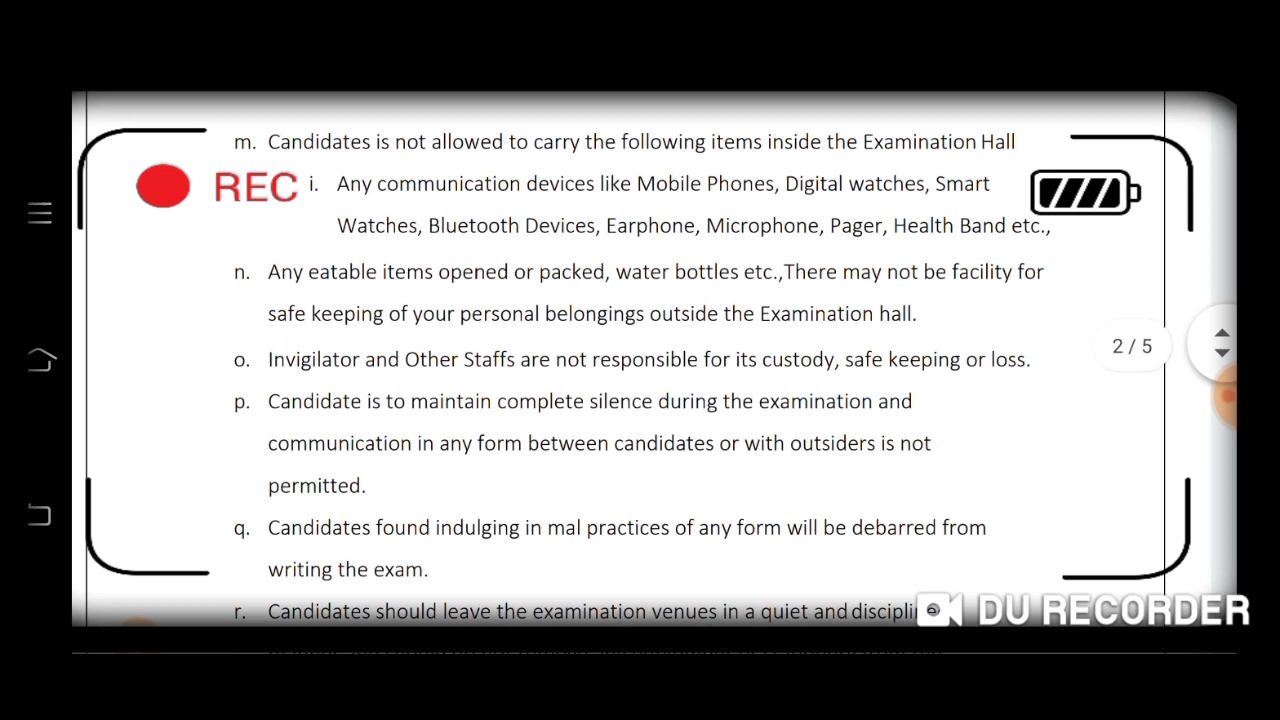 m. Candidates is not allowed to carry the following items inside the Examination Hall
REC
i. Any communication devices like Mobile Phones, Digital watches, Smart
Watches, Bluetooth Devices, Earphone, Microphone, Pager, Health Band etc.,
n. Any eatable items opened or packed, water bottles etc.,There may not be facility for
safe keeping of your personal belongings outside the Examination hall.
2 / 5
o. Invigilator and Other Staffs are not responsible for its custody, safe keeping or loss.
p. Candidate is to maintain complete silence during the examination and
communication in any form between candidates or with outsiders is not
permitted.
q. Candidates found indulging in mal practices of any form will be debarred from
writing the exam.
r. Candidates should leave the examination venues in a quiet and
DU RECORDER